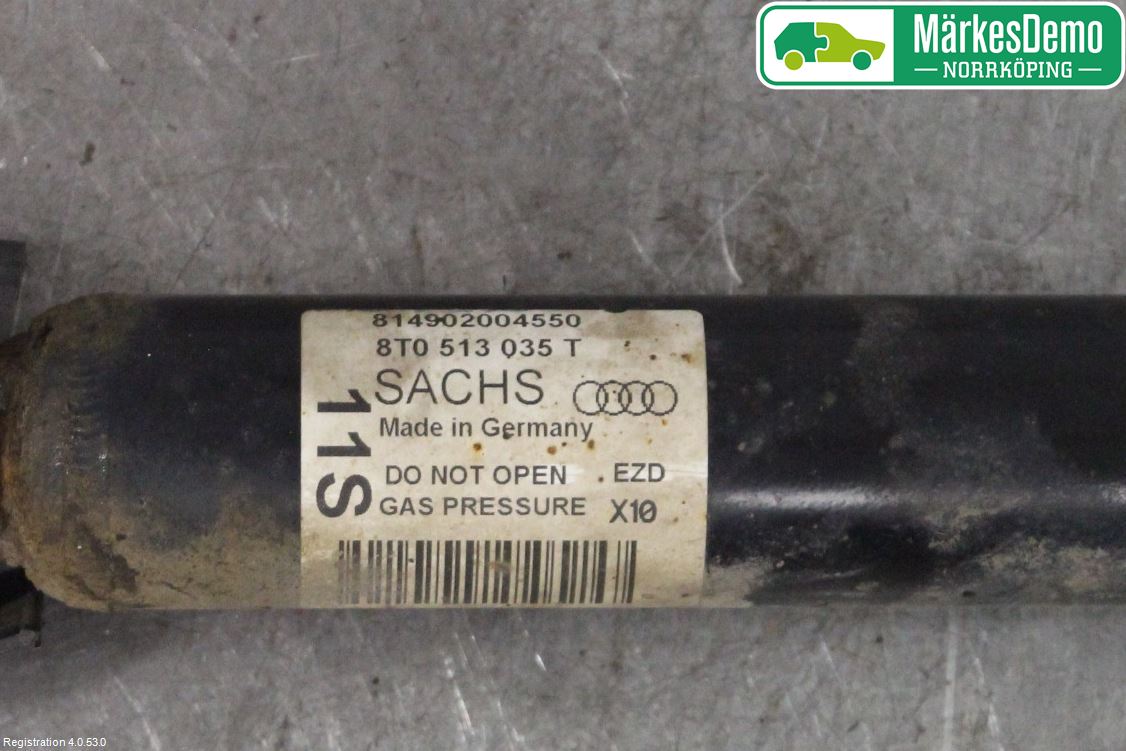 MärkesDemo
NORRKÖPING
814902004550
8T0 513 035 T
SACHS
Made in Germany
11S
DO NOT OPEN EZD
GAS PRESSURE X10
Registration 4.0.53.0